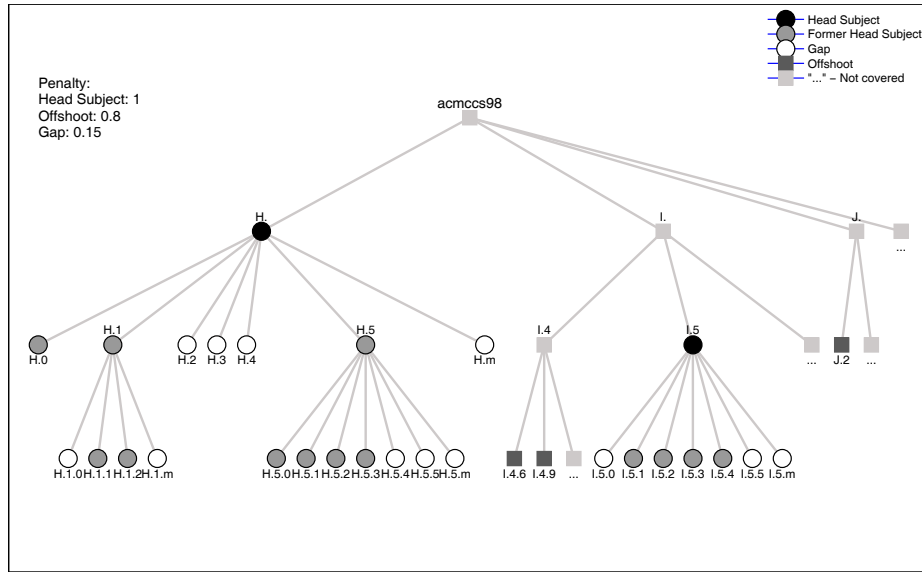 Head Subject
Former Head Subject
Gap
Offshoot
"..." – Not covered
Penalty:
Head Subject: 1
Offshoot: 0.8
Gap: 0.15
acmccs98
H.
I.
J.
...
H.0
H.1
H.2
H.3
H.4
H.5
H.m
I.4
I.5
...
J.2
...
H.1.0
H.1.1
H.1.2
H.1.m
H.5.0
H.5.1
H.5.2
H.5.3
H.5.4
H.5.5
H.5.m
I.4.6
I.4.9
...
I.5.0
I.5.1
I.5.2
I.5.3
I.5.4
I.5.5
I.5.m